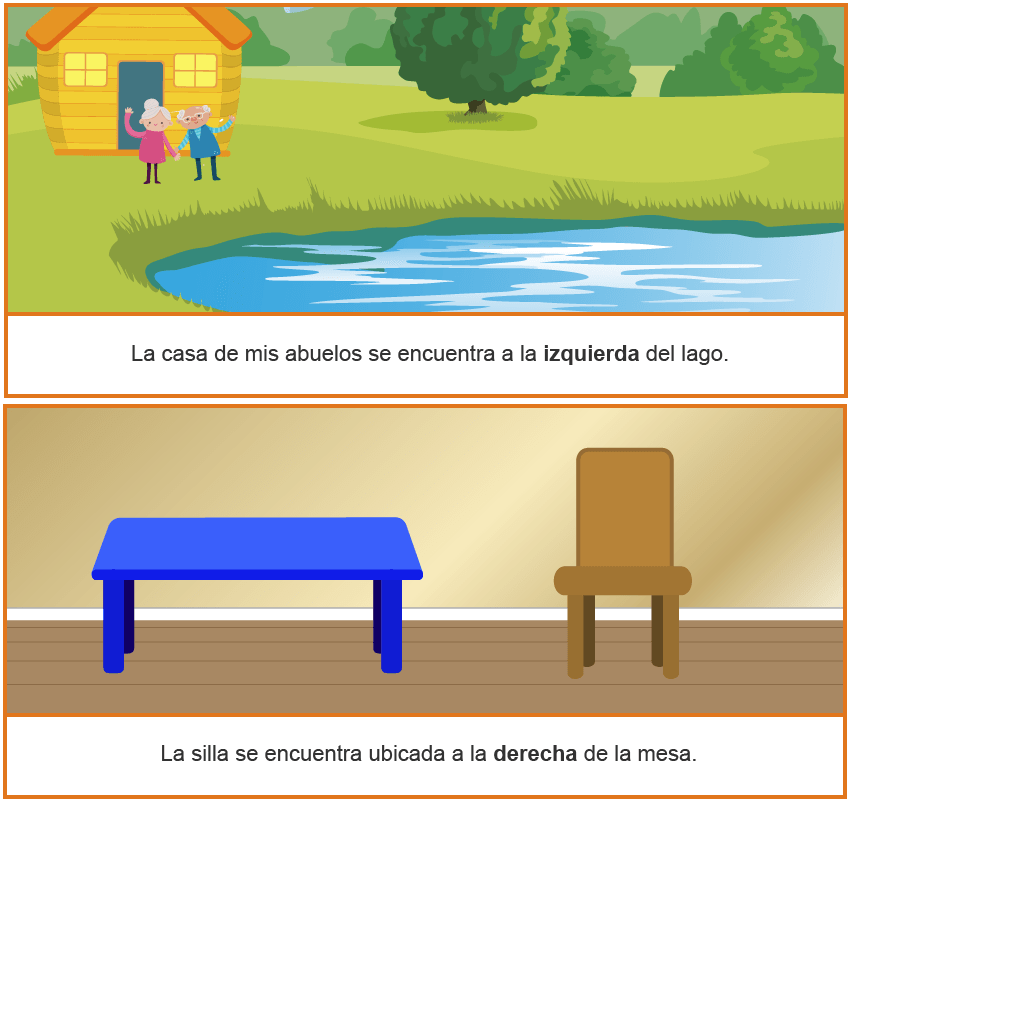 La casa de mis abuelos se encuentra a la izquierda del lago.
La silla se encuentra ubicada a la derecha de la mesa.